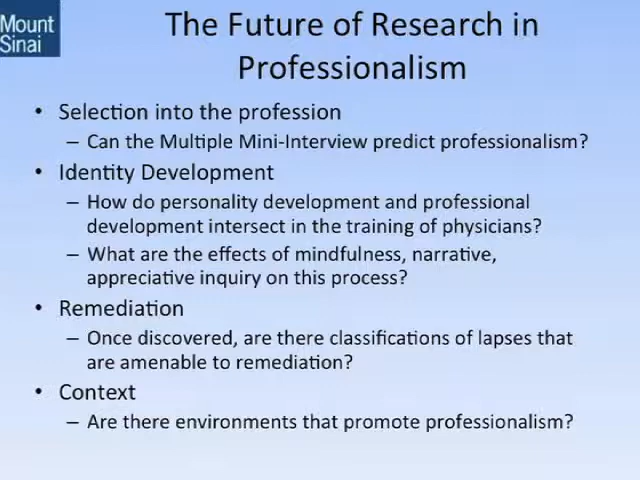 Mount
Sinai
The Future of Research in
Professionalism
• Selection into the profession
– Can the Multiple Mini-Interview predict professionalism?
• Identity Development
– How do personality development and professional
development intersect in the training of physicians?
– What are the effects of mindfulness, narrative,
appreciative inquiry on this process?
• Remediation
– Once discovered, are there classifications of lapses that
are amenable to remediation?
• Context
– Are there environments that promote professionalism?